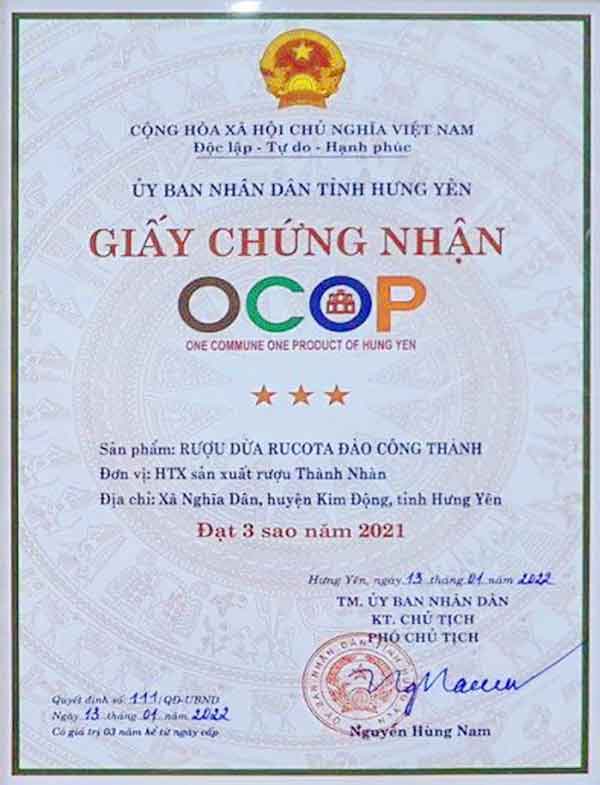 CỘNG HÒA XÃ HỘI CHỦ NGHĨA VIỆT NAM
Độc lập - Tự do - Hạnh phúc
ỦY BAN NHÂN DÂN TỈNH HƯNG YÊN
GIẤY CHỨNG NHẬN
OCOP
ONE COMMUNE ONE PRODUCT OF HUNG YEN
Sản phẩm: RƯỢU DỪA RUCOTA ĐÀO CÔNG THÀNH
Đơn vị: HTX sản xuất rượu Thành Nhàn
Địa chỉ: Xã Nghĩa Dân, huyện Kim Động, tỉnh Hưng Yên
Đạt 3 sao năm 2021
Hưng Yên, ngày 13 tháng 01 năm 2022
TM. ỦY BAN NHÂN DÂN
KT. CHỦ TỊCH
PHÓ CHỦ TỊCH
ỦY BAN NHÂN DÂN TỈNH
Quyết định số: 111/QĐ-UBND
Ngày 13 tháng 01 năm 2022
Có giá trị 03 năm kể từ ngày cấp
Nguyễn Hùng Nam